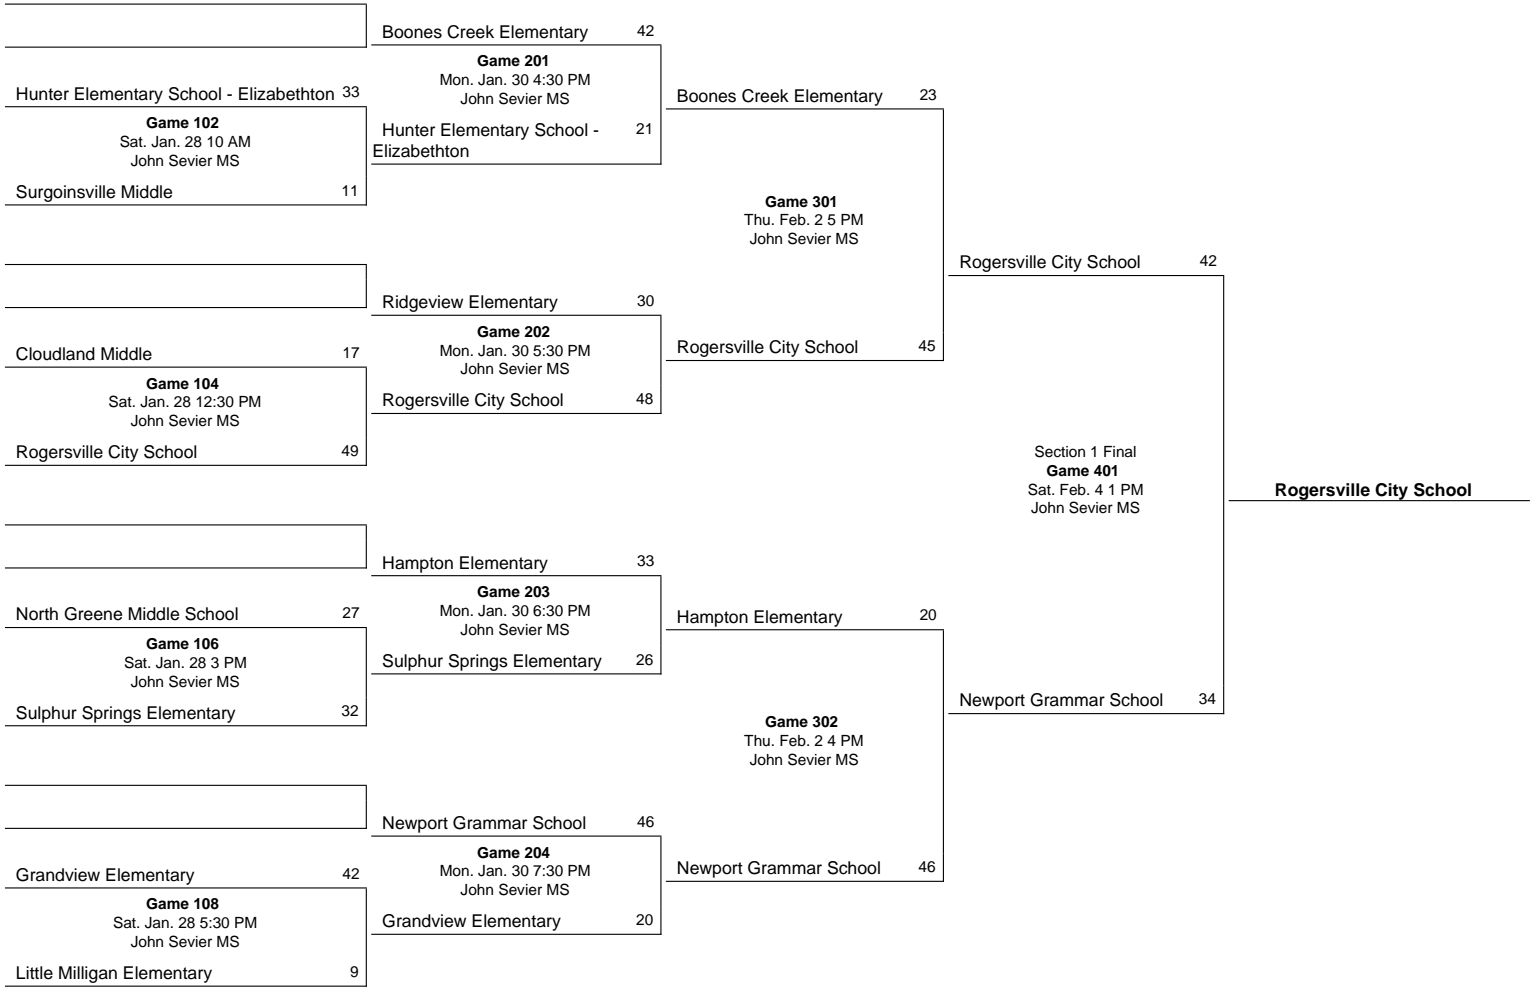 Boones Creek Elementary 42
Game 201
Mon. Jan. 30 4:30 PM
John Sevier MS
Hunter Elementary School - 21
Elizabethton
Hunter Elementary School - Elizabethton 33
Game 102
Sat. Jan. 28 10 AM
John Sevier MS
Surgoinsville Middle 11
Boones Creek Elementary 23
Game 301
Thu. Feb. 2 5 PM
John Sevier MS
Rogersville City School 45
Ridgeview Elementary 30
Game 202
Mon. Jan. 30 5:30 PM
John Sevier MS
Rogersville City School 48
Cloudland Middle 17
Game 104
Sat. Jan. 28 12:30 PM
John Sevier MS
Rogersville City School 49
Rogersville City School 42
Section 1 Final
Game 401
Sat. Feb. 4 1 PM
John Sevier MS
Newport Grammar School 34
Rogersville City School
Hampton Elementary 33
Game 203
Mon. Jan. 30 6:30 PM
John Sevier MS
Sulphur Springs Elementary 26
North Greene Middle School 27
Game 106
Sat. Jan. 28 3 PM
John Sevier MS
Sulphur Springs Elementary 32
Hampton Elementary 20
Game 302
Thu. Feb. 2 4 PM
John Sevier MS
Newport Grammar School 46
Newport Grammar School 46
Game 204
Mon. Jan. 30 7:30 PM
John Sevier MS
Grandview Elementary 20
Grandview Elementary 42
Game 108
Sat. Jan. 28 5:30 PM
John Sevier MS
Little Milligan Elementary 9